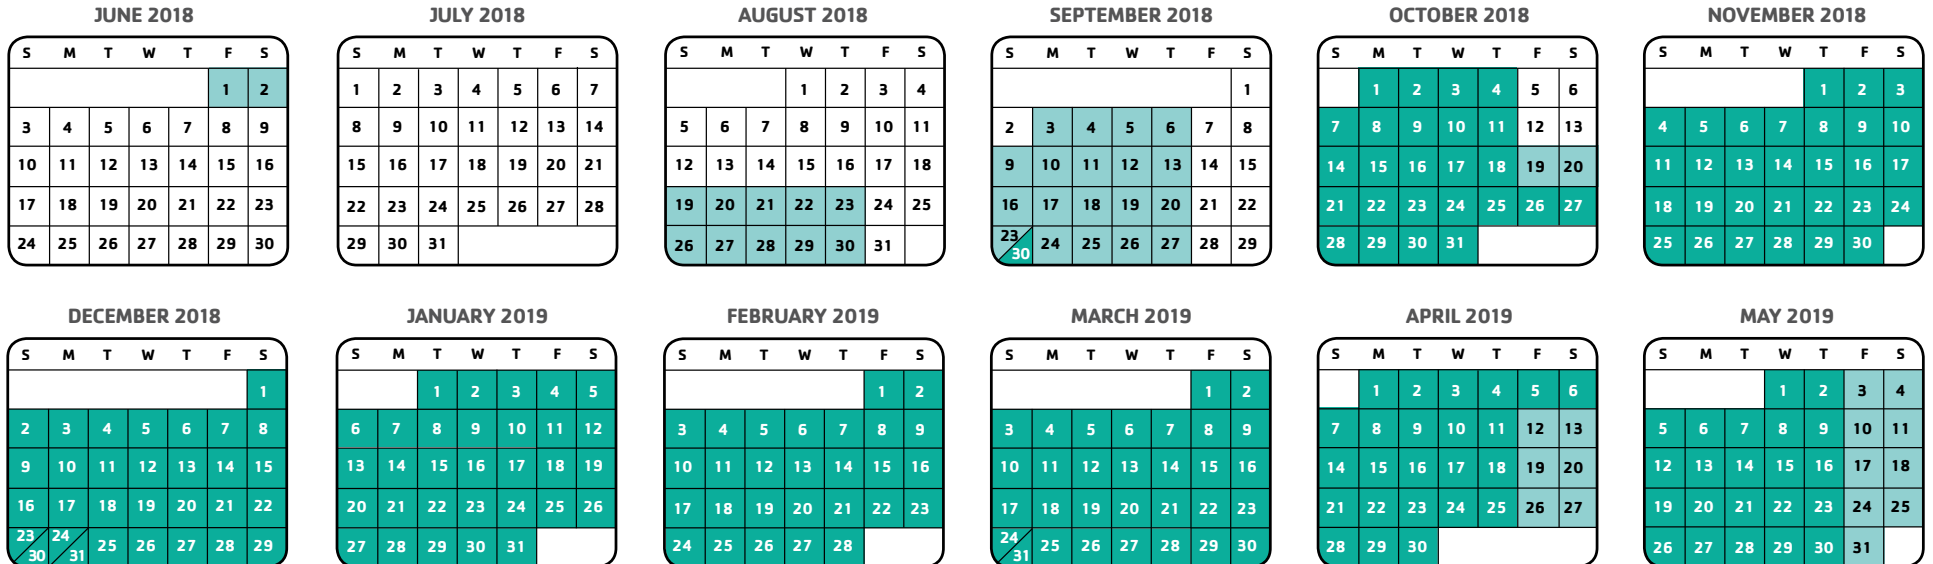 JUNE 2018
S M T W T F S
1 2
3 4 5 6 7 8 9
10 11 12 13 14 15 16
17 18 19 20 21 22 23
24 25 26 27 28 29 30
JULY 2018
S M T W T F S
1 2 3 4 5 6 7
8 9 10 11 12 13 14
15 16 17 18 19 20 21
22 23 24 25 26 27 28
29 30 31
AUGUST 2018
S M T W T F S
1 2 3 4
5 6 7 8 9 10 11
12 13 14 15 16 17 18
19 20 21 22 23 24 25
26 27 28 29 30 31
SEPTEMBER 2018
S M T W T F S
1
2 3 4 5 6 7 8
9 10 11 12 13 14 15
16 17 18 19 20 21 22
23 30 24 25 26 27 28 29
OCTOBER 2018
S M T W T F S
1 2 3 4 5 6
7 8 9 10 11 12 13
14 15 16 17 18 19 20
21 22 23 24 25 26 27
28 29 30 31
NOVEMBER 2018
S M T W T F S
1 2 3
4 5 6 7 8 9 10
11 12 13 14 15 16 17
18 19 20 21 22 23 24
25 26 27 28 29 30
DECEMBER 2018
S M T W T F S
1
2 3 4 5 6 7 8
9 10 11 12 13 14 15
16 17 18 19 20 21 22
23 30 24 31 25 26 27 28 29
JANUARY 2019
S M T W T F S
1 2 3 4 5
6 7 8 9 10 11 12
13 14 15 16 17 18 19
20 21 22 23 24 25 26
27 28 29 30 31
FEBRUARY 2019
S M T W T F S
1 2
3 4 5 6 7 8 9
10 11 12 13 14 15 16
17 18 19 20 21 22 23
24 25 26 27 28
MARCH 2019
S M T W T F S
1 2
3 4 5 6 7 8 9
10 11 12 13 14 15 16
17 18 19 20 21 22 23
24 31 25 26 27 28 29 30
APRIL 2019
S M T W T F S
1 2 3 4 5 6
7 8 9 10 11 12 13
14 15 16 17 18 19 20
21 22 23 24 25 26 27
28 29 30
MAY 2019
S M T W T F S
1 2 3 4
5 6 7 8 9 10 11
12 13 14 15 16 17 18
19 20 21 22 23 24 25
26 27 28 29 30 31